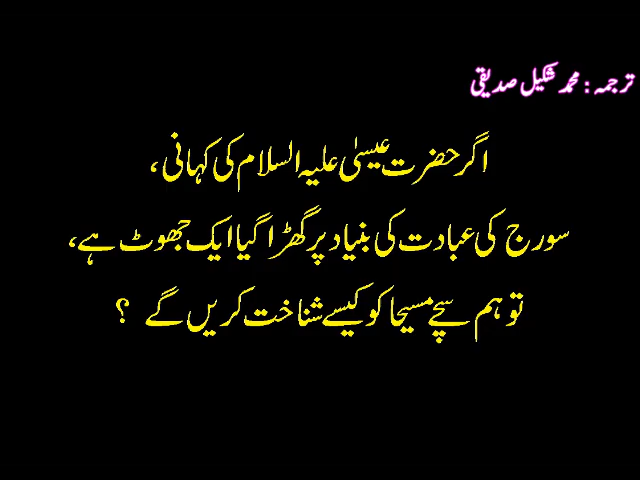 ترجمہ : محمد شکیل صدیقی
اگر حضرت عیسیٰ علیہ السلام کی کہانی،
سورج کی عبادت کی بنیاد پر گھڑا گیا ایک جھوٹ ہے،
تو ہم سچے مسیحا کو کیسے شناخت کریں گے ؟